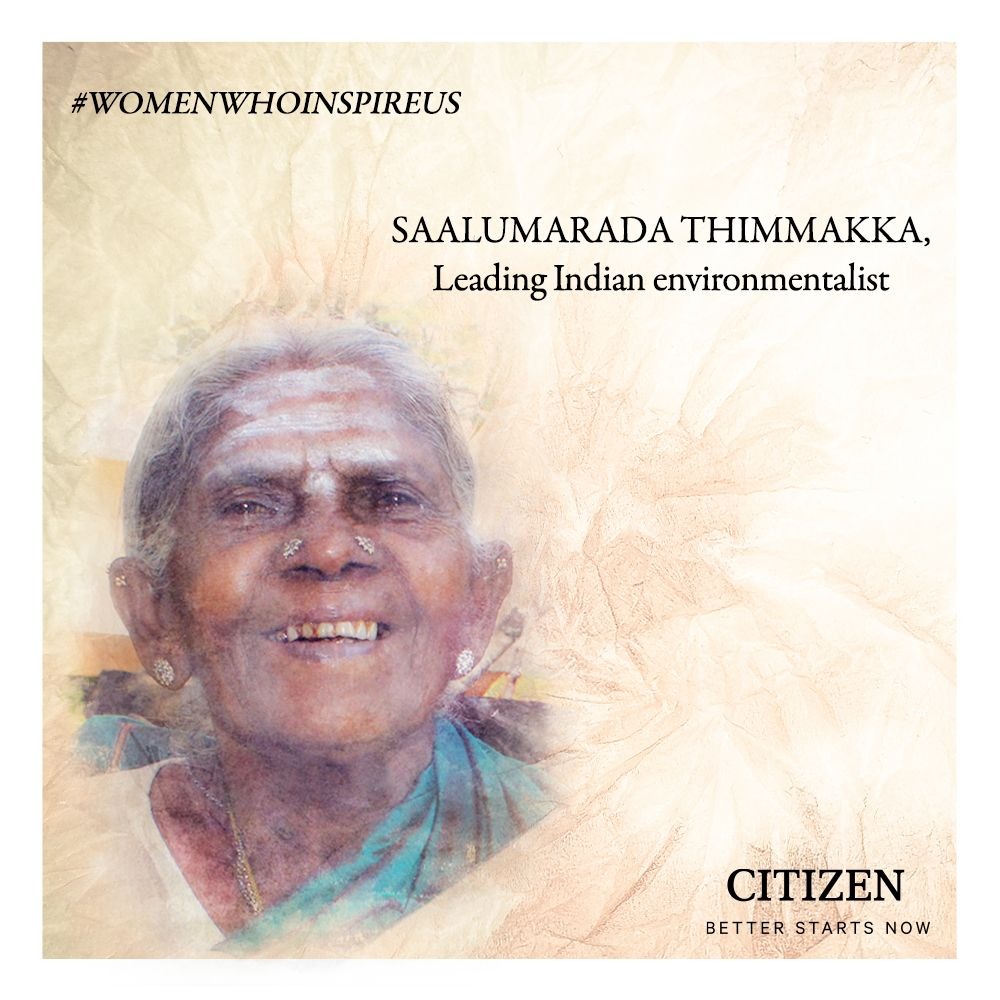 #WOMENWHOINSPIREUS
SAALUMARADA THIMMAKKA,
Leading Indian environmentalist
CITIZEN
BETTER STARTS NOW